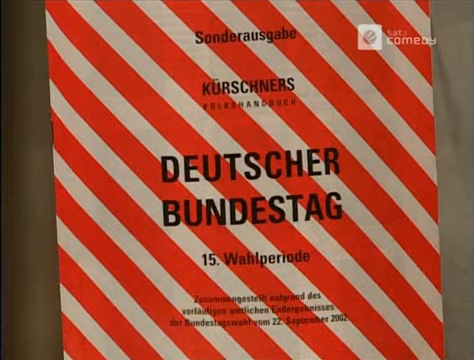 Sat.1
comedy
Sonderausgabe
KÜRSCHNERS
VOLKSHANDBUCH
DEUTSCHER
BUNDESTAG
15. Wahlperiode
Zusammengestellt aufgrund des
vorläufigen amtlichen Endergebnisses
der Bundestagswahl vom 22. September 2002